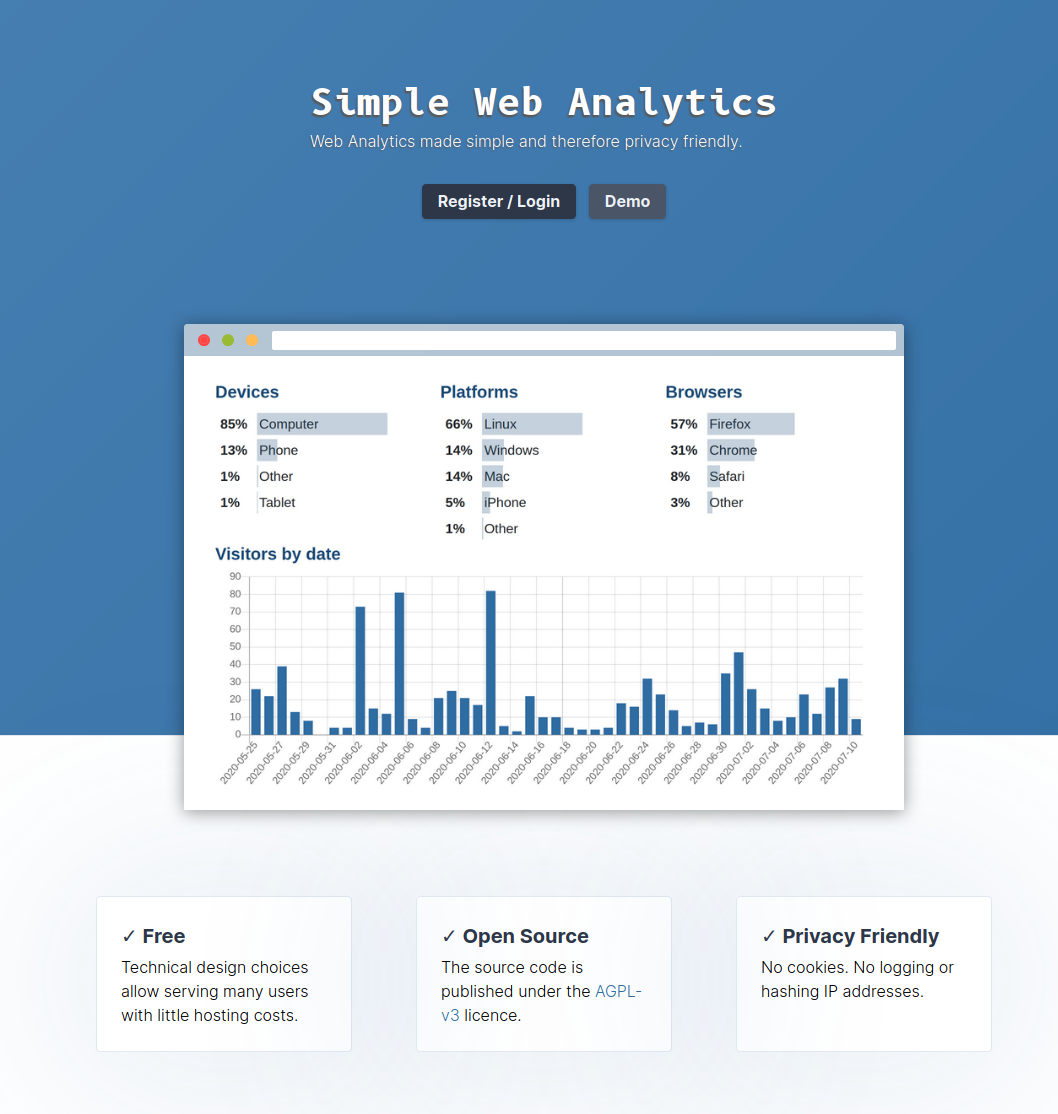 Simple Web Analytics
Web Analytics made simple and therefore privacy friendly.
Register / Login
Demo
Devices
85% Computer
13% Phone
1% Other
1% Tablet
Platforms
66% Linux
14% Windows
14% Mac
5% iPhone
1% Other
Browsers
57% Firefox
31% Chrome
8% Safari
3% Other
Visitors by date
90
80
70
60
50
40
30
20
10
0
2020-05-25
2020-05-27
2020-05-29
2020-05-31
2020-06-02
2020-06-04
2020-06-06
2020-06-08
2020-06-10
2020-06-12
2020-06-14
2020-06-16
2020-06-18
2020-06-20
2020-06-22
2020-06-24
2020-06-26
2020-06-28
2020-06-30
2020-07-02
2020-07-04
2020-07-06
2020-07-08
2020-07-10
✓ Free
Technical design choices
allow serving many users
with little hosting costs.
✓ Open Source
The source code is
published under the AGPL-
v3 licence.
✓ Privacy Friendly
No cookies. No logging or
hashing IP addresses.